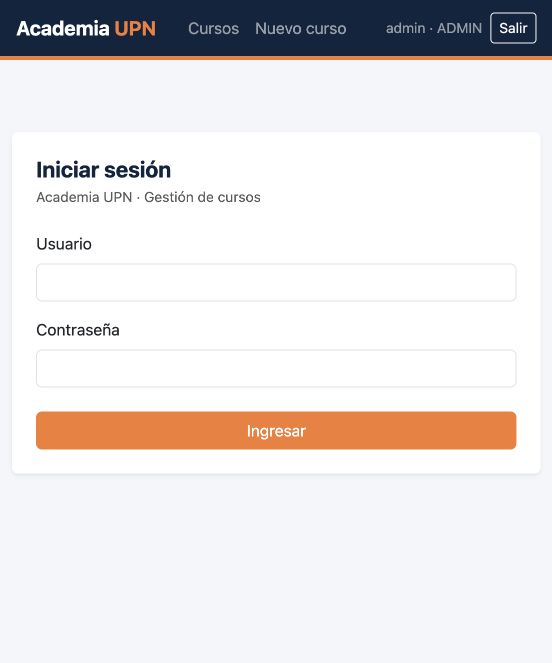 Academia UPN Cursos Nuevo curso admin · ADMIN Salir
Iniciar sesión
Academia UPN · Gestión de cursos
Usuario
Contraseña
Ingresar